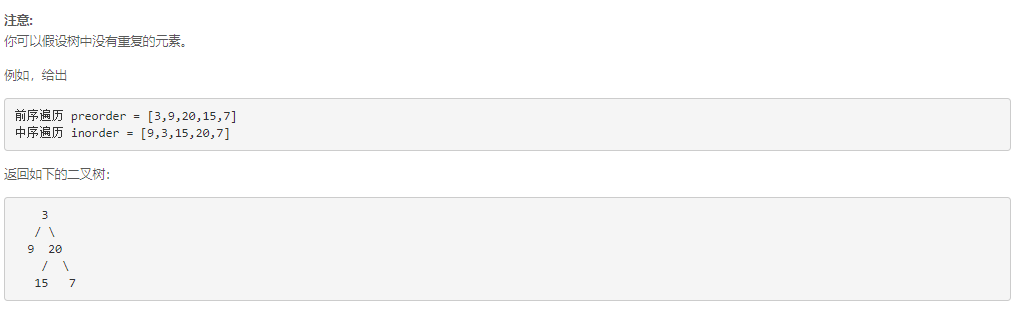 注意:
你可以假设树中没有重复的元素。
例如，给出
前序遍历 preorder = [3,9,20,15,7]
中序遍历 inorder = [9,3,15,20,7]
返回如下的二叉树：
    3
   / \
  9  20
    /  \
   15   7